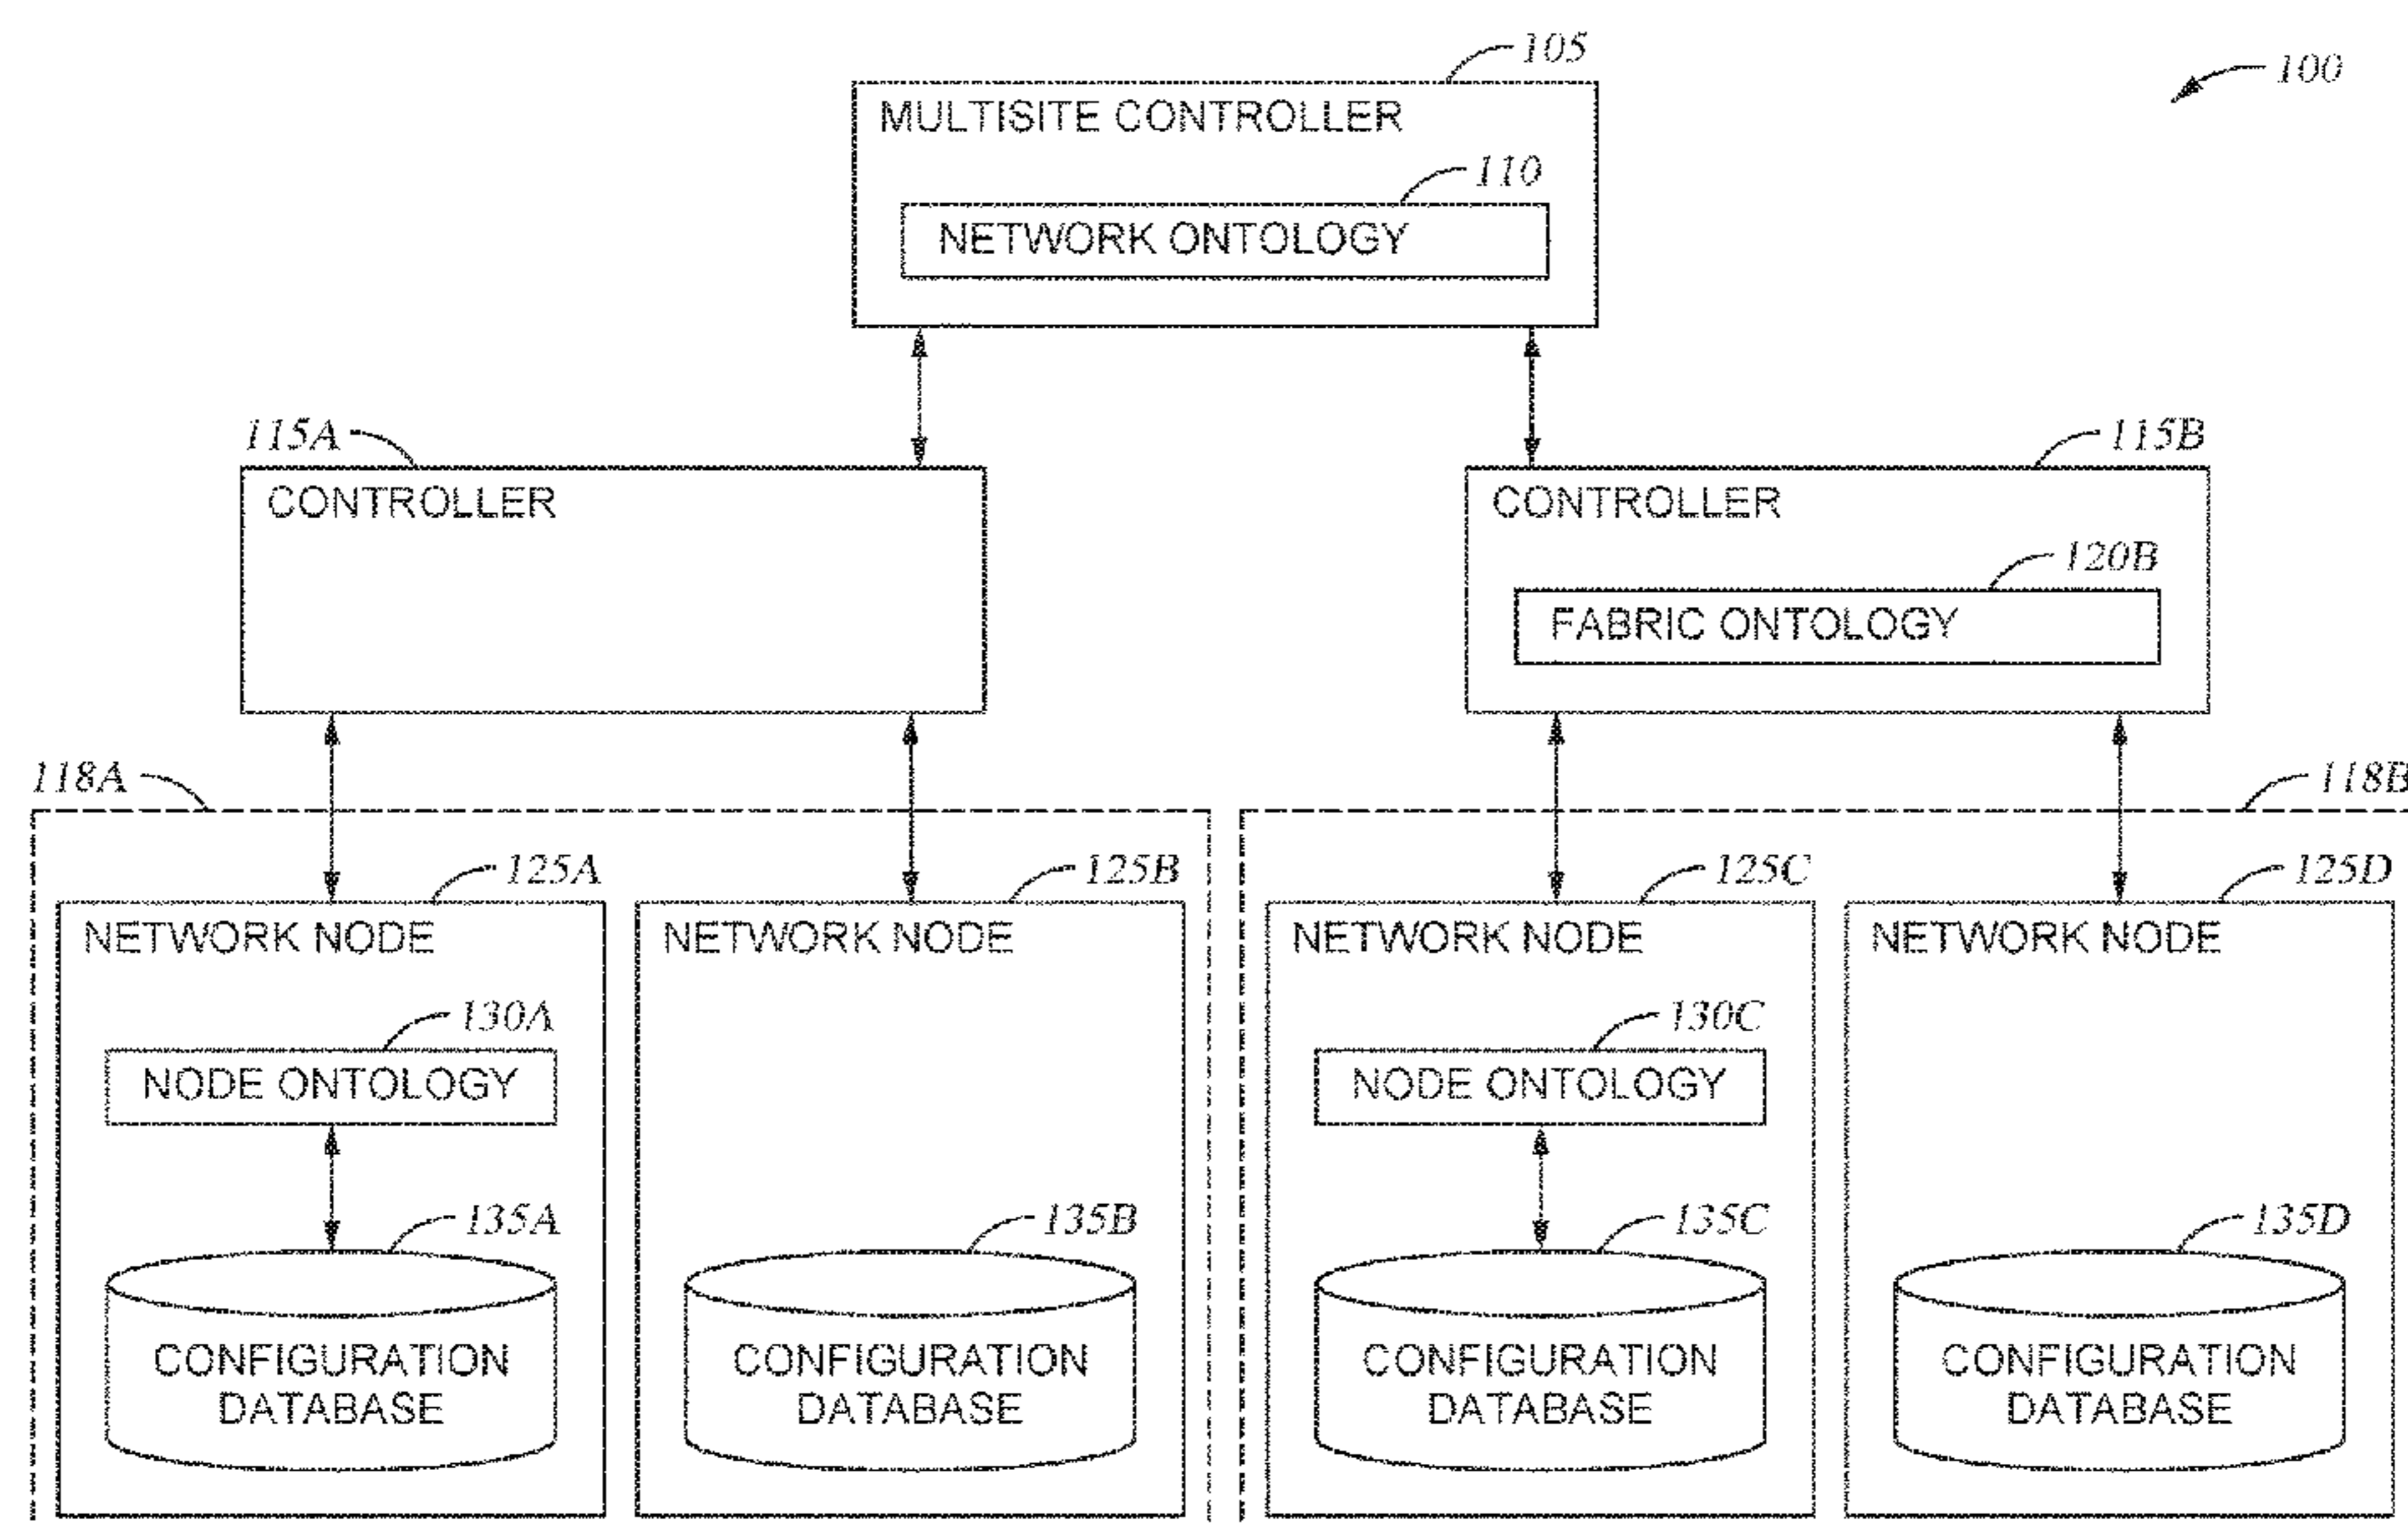 105
100
MULTISITE CONTROLLER
110
NETWORK ONTOLOGY
115A
115B
CONTROLLER
CONTROLLER
120B
FABRIC ONTOLOGY
118A
118B
125A
125B
125C
125D
NETWORK NODE
NETWORK NODE
NETWORK NODE
NETWORK NODE
130A
130C
NODE ONTOLOGY
NODE ONTOLOGY
135A
135B
135C
135D
CONFIGURATION
DATABASE
CONFIGURATION
DATABASE
CONFIGURATION
DATABASE
CONFIGURATION
DATABASE